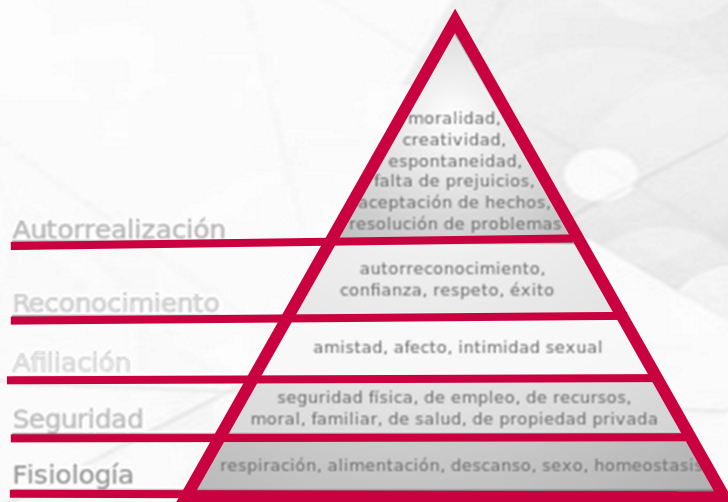 moralidad,
creatividad,
espontaneidad,
falta de prejuicios,
aceptación de hechos,
resolución de problemas
Autorrealización
autorreconocimiento,
confianza, respeto, éxito
Reconocimiento
amistad, afecto, intimidad sexual
Afiliación
seguridad física, de empleo, de recursos,
moral, familiar, de salud, de propiedad privada
Seguridad
respiración, alimentación, descanso, sexo, homeostasis
Fisiología